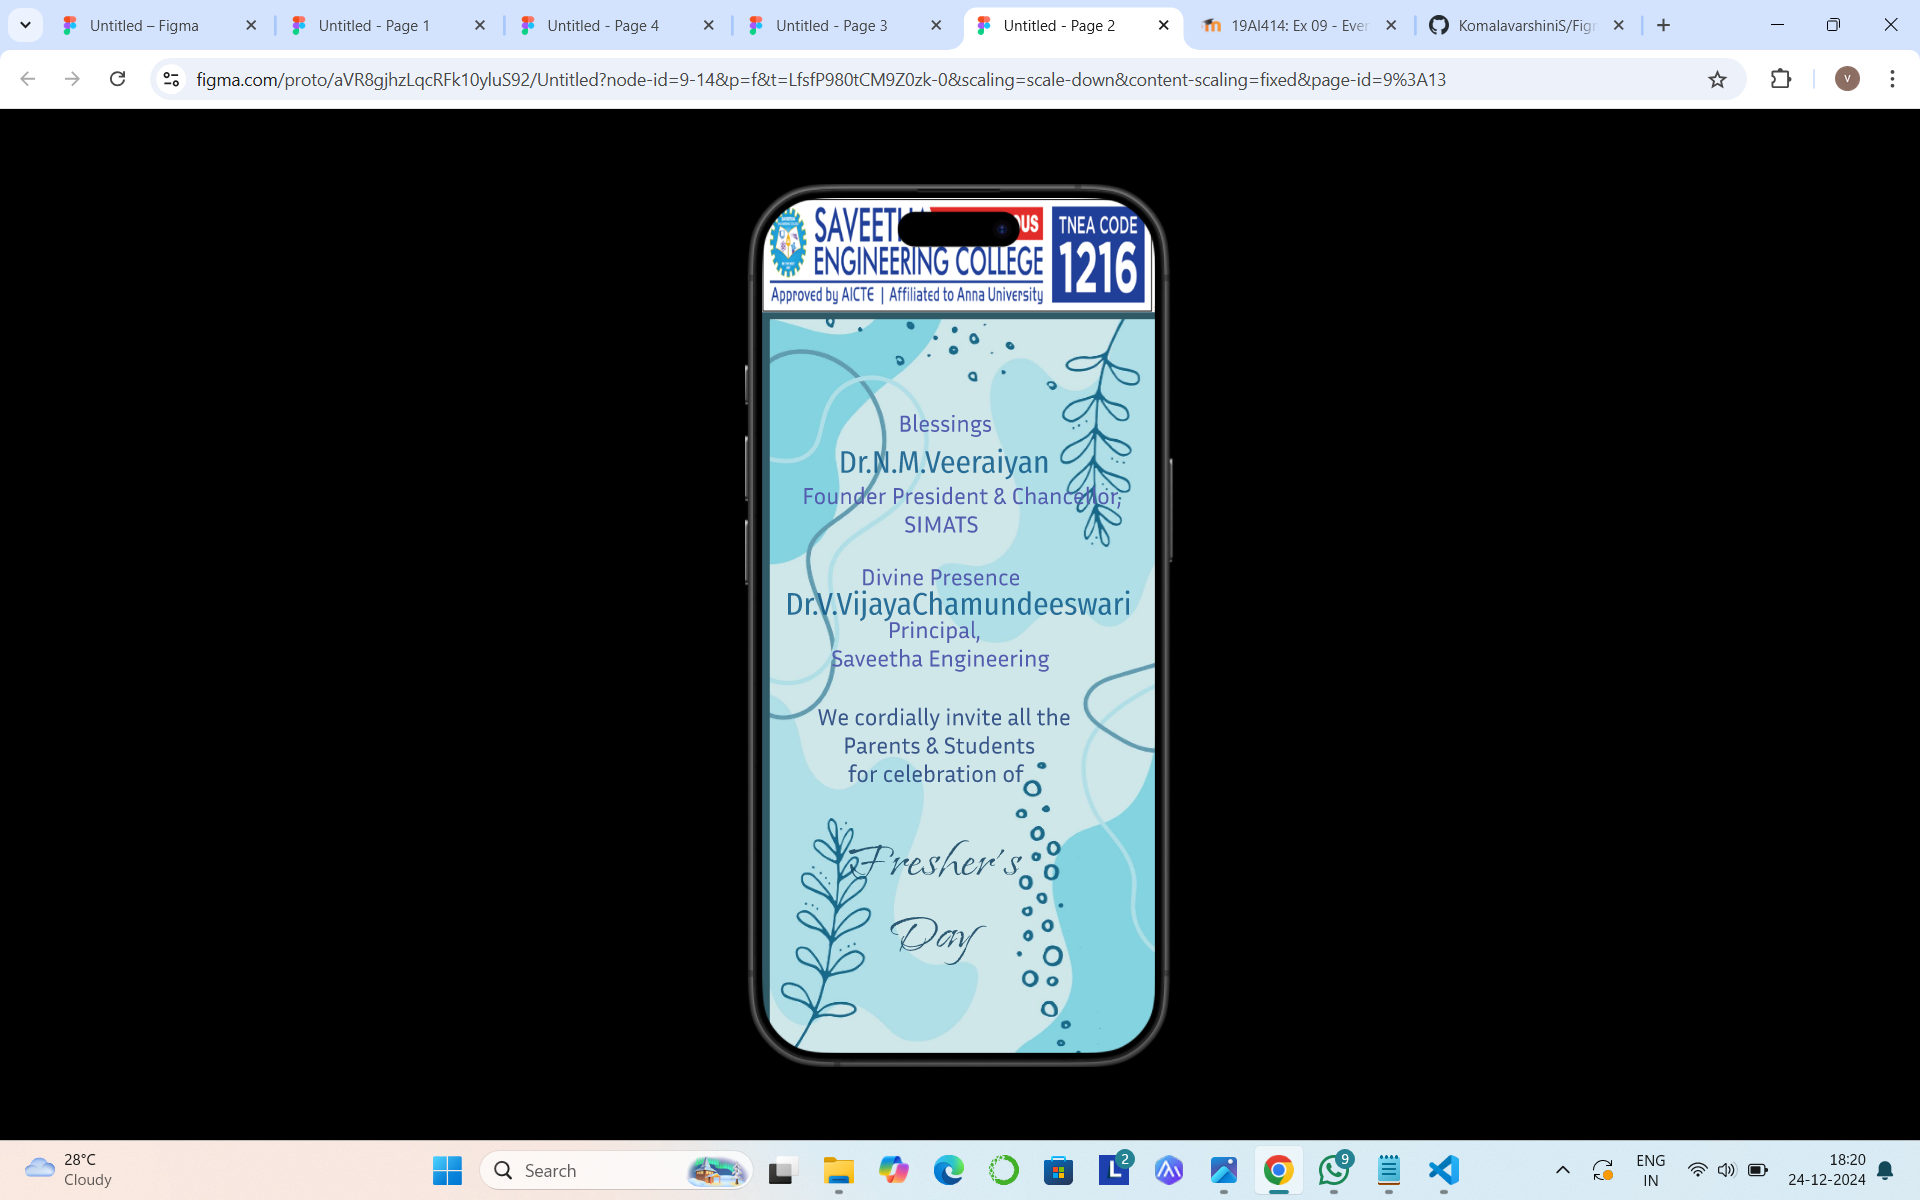 Untitled – Figma
Untitled - Page 1
Untitled - Page 4
Untitled - Page 3
Untitled - Page 2
19AI414: Ex 09 - Ever
KomalavarshiniS/Figm
figma.com/proto/aVR8gjhzLqcRFk10yluS92/Untitled?node-id=9-14&p=f&t=LfsfP980tCM9Z0zk-0&scaling=scale-down&content-scaling=fixed&page-id=9%3A13
V
SAVEETH US
ENGINEERING COLLEGE
Approved by AICTE | Affiliated to Anna University
TNEA CODE
1216
Blessings
Dr.N.M.Veeraiyan
Founder President & Chancellor,
SIMATS
Divine Presence
Dr.V.VijayaChamundeeswari
Principal,
Saveetha Engineering
We cordially invite all the
Parents & Students
for celebration of
Fresher's
Day
28°C
Cloudy
Search
L
2
9
ENG
IN
18:20
24-12-2024